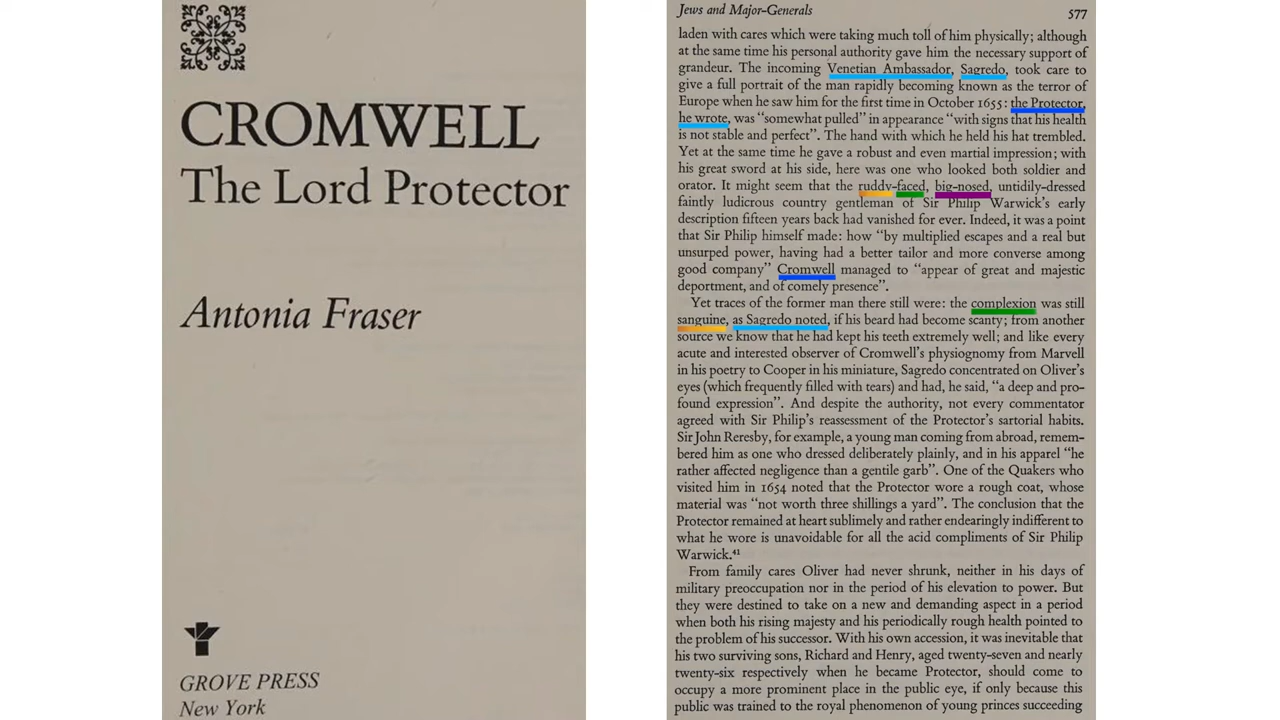 CROMWELL
The Lord Protector
Antonia Fraser
GROVE PRESS
New York
Jews and Major-Generals 577
laden with cares which were taking much toll of him physically; although
at the same time his personal authority gave him the necessary support of
grandeur. The incoming Venetian Ambassador, Sagredo, took care to
give a full portrait of the man rapidly becoming known as the terror of
Europe when he saw him for the first time in October 1655: the Protector,
he wrote, was “somewhat pulled” in appearance “with signs that his health
is not stable and perfect”. The hand with which he held his hat trembled.
Yet at the same time he gave a robust and even martial impression; with
his great sword at his side, here was one who looked both soldier and
orator. It might seem that the ruddy-faced, big-nosed, untidily-dressed
faintly ludicrous country gentleman of Sir Philip Warwick’s early
description fifteen years back had vanished for ever. Indeed, it was a point
that Sir Philip himself made: how “by multiplied escapes and a real but
unsurped power, having had a better tailor and more converse among
good company” Cromwell managed to “appear of great and majestic
deportment, and of comely presence”.
Yet traces of the former man there still were: the complexion was still
sanguine, as Sagredo noted, if his beard had become scanty; from another
source we know that he had kept his teeth extremely well; and like every
acute and interested observer of Cromwell’s physiognomy from Marvell
in his poetry to Cooper in his miniature, Sagredo concentrated on Oliver’s
eyes (which frequently filled with tears) and had, he said, “a deep and pro-
found expression”. And despite the authority, not every commentator
agreed with Sir Philip’s reassessment of the Protector’s sartorial habits.
Sir John Reresby, for example, a young man coming from abroad, remem-
bered him as one who dressed deliberately plainly, and in his apparel “he
rather affected negligence than a gentile garb”. One of the Quakers who
visited him in 1654 noted that the Protector wore a rough coat, whose
material was “not worth three shillings a yard”. The conclusion that the
Protector remained at heart sublimely and rather endearingly indifferent to
what he wore is unavoidable for all the acid compliments of Sir Philip
Warwick.⁴¹
From family cares Oliver had never shrunk, neither in his days of
military preoccupation nor in the period of his elevation to power. But
they were destined to take on a new and demanding aspect in a period
when both his rising majesty and his periodically rough health pointed to
the problem of his successor. With his own accession, it was inevitable that
his two surviving sons, Richard and Henry, aged twenty-seven and nearly
twenty-six respectively when he became Protector, should come to
occupy a more prominent place in the public eye, if only because this
public was trained to the royal phenomenon of young princes succeeding